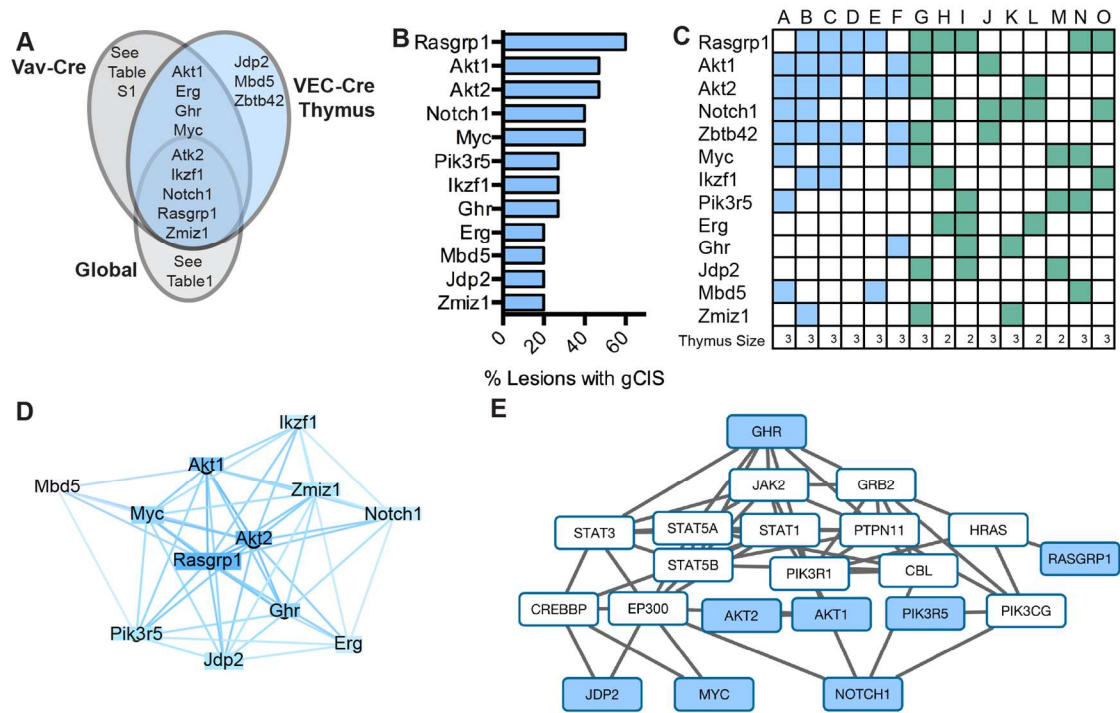 A
Vav-Cre
See
Table
S1
Akt1
Erg
Ghr
Myc
Jdp2
Mbd5
Zbtb42
VEC-Cre
Thymus
Atk2
Ikzf1
Notch1
Rasgrp1
Zmiz1
Global
See
Table1
B
Rasgrp1
Akt1
Akt2
Notch1
Myc
Pik3r5
Ikzf1
Ghr
Erg
Mbd5
Jdp2
Zmiz1
0 20 40 60
% Lesions with gCIS
C
A B C D E F G H I J K L M N O
Rasgrp1
Akt1
Akt2
Notch1
Zbtb42
Myc
Ikzf1
Pik3r5
Erg
Ghr
Jdp2
Mbd5
Zmiz1
Thymus Size 3 3 3 3 3 3 3 2 2 3 3 2 2 3 3
D
Ikzf1
Akt1
Mbd5
Zmiz1
Myc
Notch1
Akt2
Rasgrp1
Ghr
Pik3r5
Erg
Jdp2
E
GHR
JAK2 GRB2
STAT3 STAT5A STAT1 PTPN11 HRAS
RASGRP1
STAT5B PIK3R1 CBL
CREBBP EP300 AKT2 AKT1 PIK3R5 PIK3CG
JDP2 MYC NOTCH1